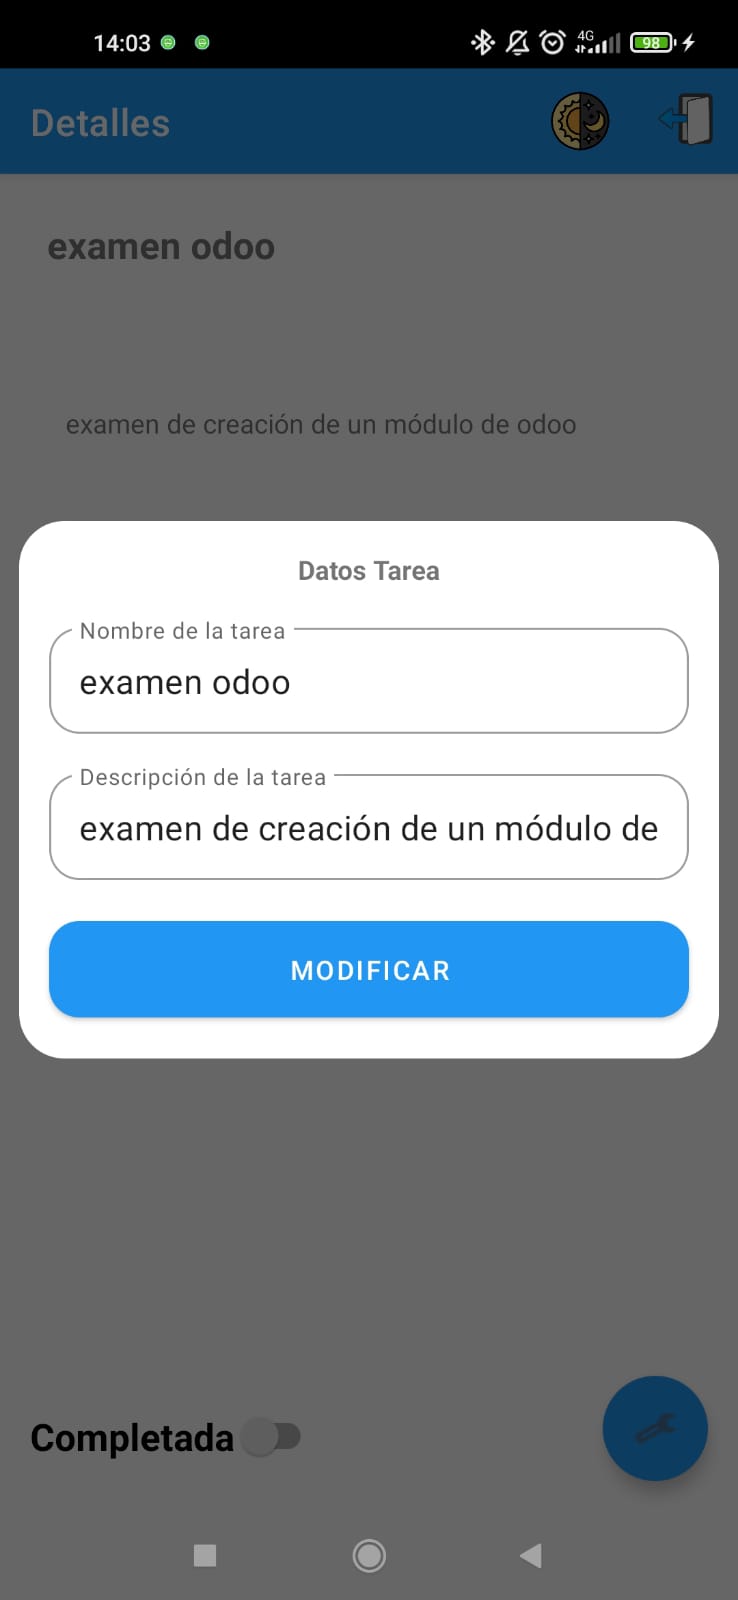 14:03
4G
98
Detalles
examen odoo
examen de creación de un módulo de odoo
Datos Tarea
Nombre de la tarea
examen odoo
Descripción de la tarea
examen de creación de un módulo de
MODIFICAR
Completada